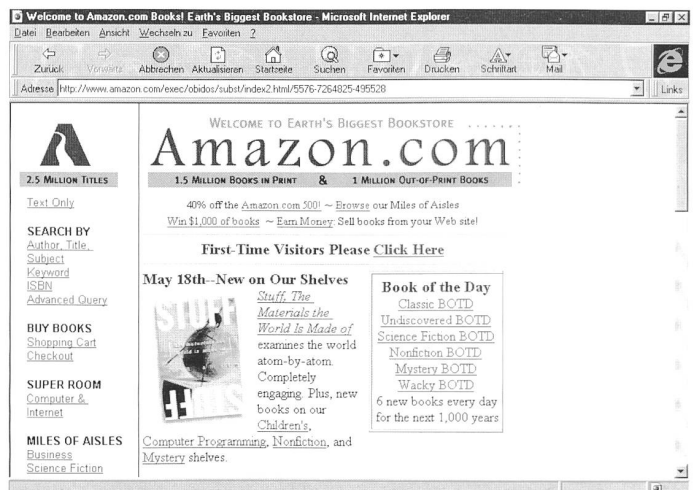 Welcome to Amazon.com Books! Earth's Biggest Bookstore - Microsoft Internet Explorer
Datei Bearbeiten Ansicht Wechseln zu Favoriten ?
Zurück Vorwärts Abbrechen Aktualisieren Startseite Suchen Favoriten Drucken Schriftart Mail
Adresse http://www.amazon.com/exec/obidos/subst/index2.html/5576-7264825-495528 Links
2.5 MILLION TITLES
Text Only
SEARCH BY
Author, Title,
Subject
Keyword
ISBN
Advanced Query
BUY BOOKS
Shopping Cart
Checkout
SUPER ROOM
Computer &
Internet
MILES OF AISLES
Business
Science Fiction
WELCOME TO EARTH'S BIGGEST BOOKSTORE
Amazon.com
1.5 MILLION BOOKS IN PRINT & 1 MILLION OUT-OF-PRINT BOOKS
40% off the Amazon.com 500! ~ Browse our Miles of Aisles
Win $1,000 of books ~ Earn Money: Sell books from your Web site!
First-Time Visitors Please Click Here
May 18th--New on Our Shelves
STUFF
STUFF
Stuff, The
Materials the
World Is Made of
examines the world
atom-by-atom.
Completely
engaging. Plus, new
books on our
Children's,
Computer Programming, Nonfiction, and
Mystery shelves.
Book of the Day
Classic BOTD
Undiscovered BOTD
Science Fiction BOTD
Nonfiction BOTD
Mystery BOTD
Wacky BOTD
6 new books every day
for the next 1,000 years